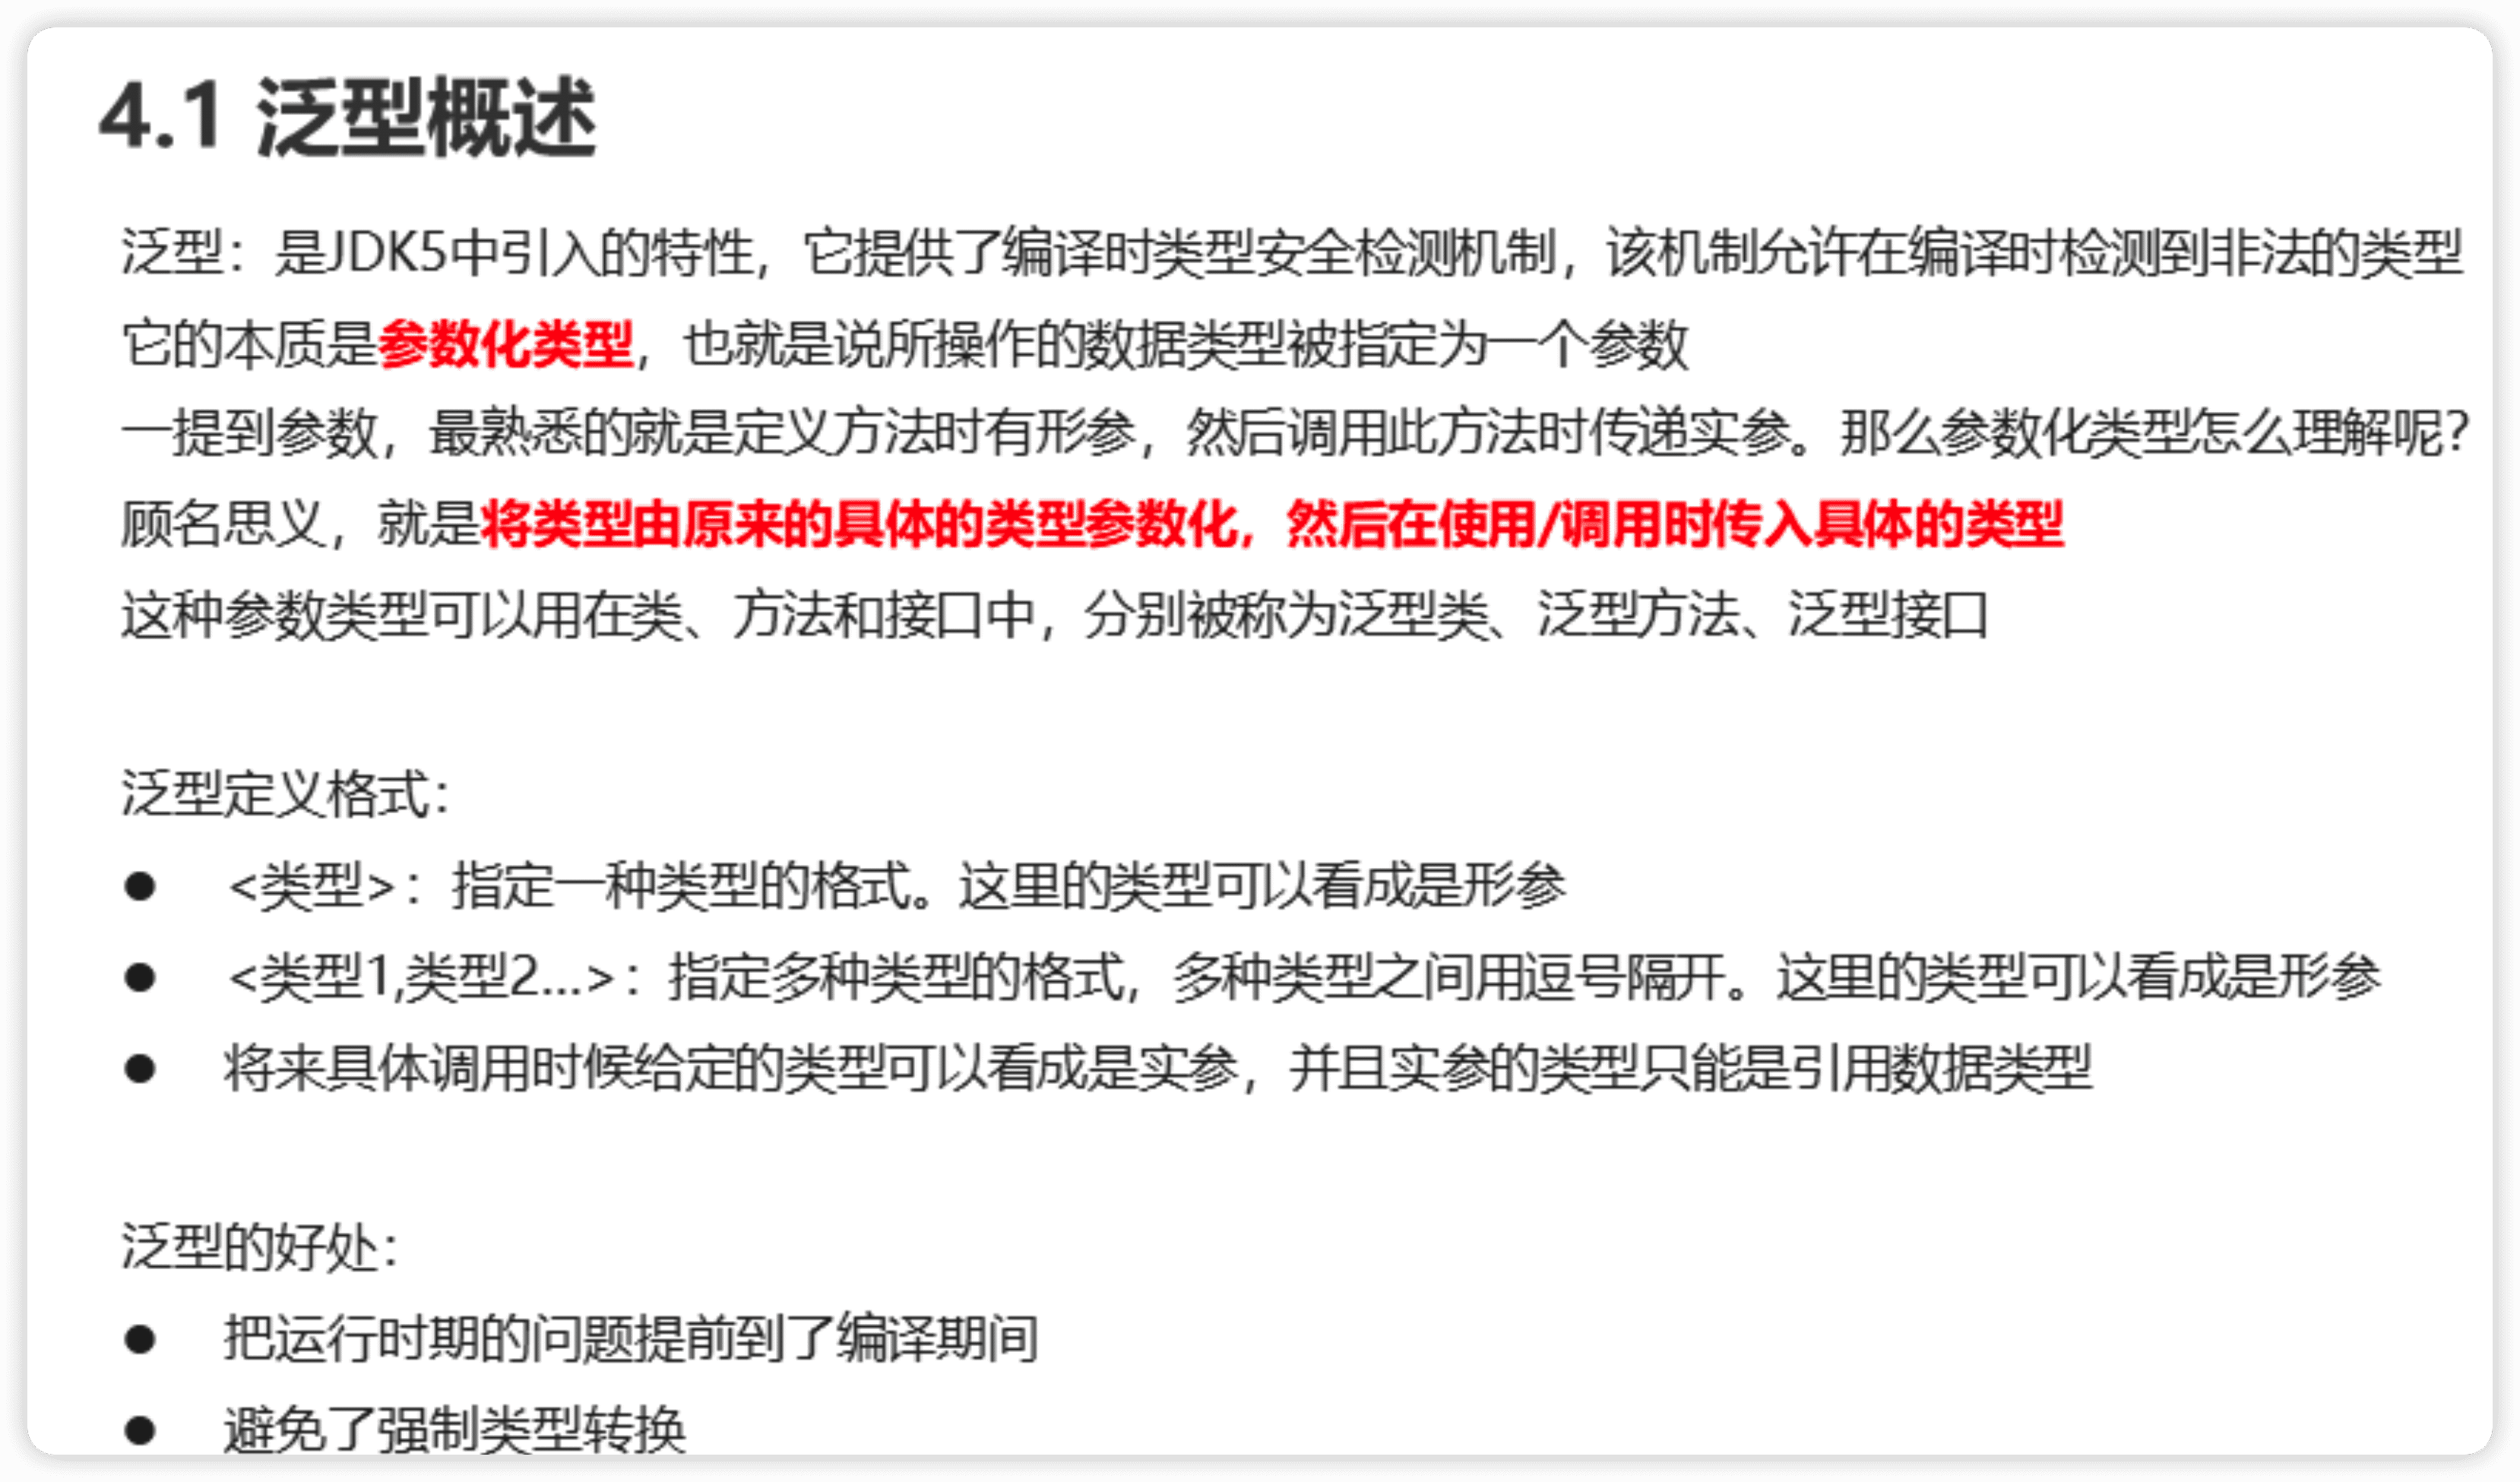 4.1 泛型概述
泛型：是JDK5中引入的特性，它提供了编译时类型安全检测机制，该机制允许在编译时检测到非法的类型
它的本质是参数化类型，也就是说所操作的数据类型被指定为一个参数
一提到参数，最熟悉的就是定义方法时有形参，然后调用此方法时传递实参。那么参数化类型怎么理解呢？
顾名思义，就是将类型由原来的具体的类型参数化，然后在使用/调用时传入具体的类型
这种参数类型可以用在类、方法和接口中，分别被称为泛型类、泛型方法、泛型接口
泛型定义格式：
● <类型>：指定一种类型的格式。这里的类型可以看成是形参
● <类型1,类型2...>：指定多种类型的格式，多种类型之间用逗号隔开。这里的类型可以看成是形参
● 将来具体调用时候给定的类型可以看成是实参，并且实参的类型只能是引用数据类型
泛型的好处：
● 把运行时期的问题提前到了编译期间
● 避免了强制类型转换